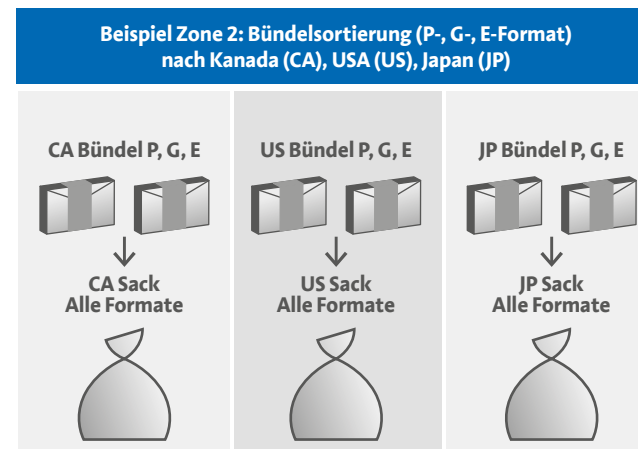 Beispiel Zone 2: Bündelsortierung (P-, G-, E-Format)
nach Kanada (CA), USA (US), Japan (JP)
CA Bündel P, G, E
CA Sack
Alle Formate
US Bündel P, G, E
US Sack
Alle Formate
JP Bündel P, G, E
JP Sack
Alle Formate